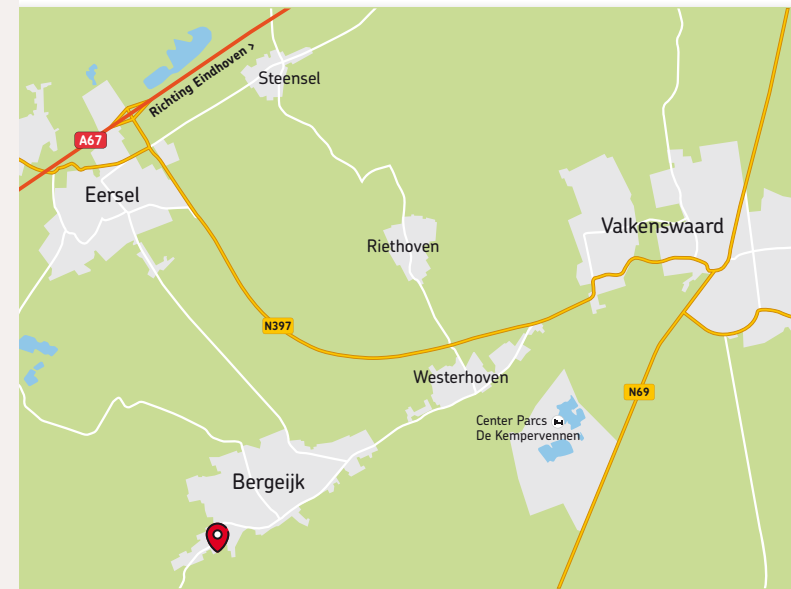 Richting Eindhoven >
Steensel
A67
Eersel
Valkenswaard
Riethoven
N397
Westerhoven
N69
Center Parcs
De Kempervennen
Bergeijk